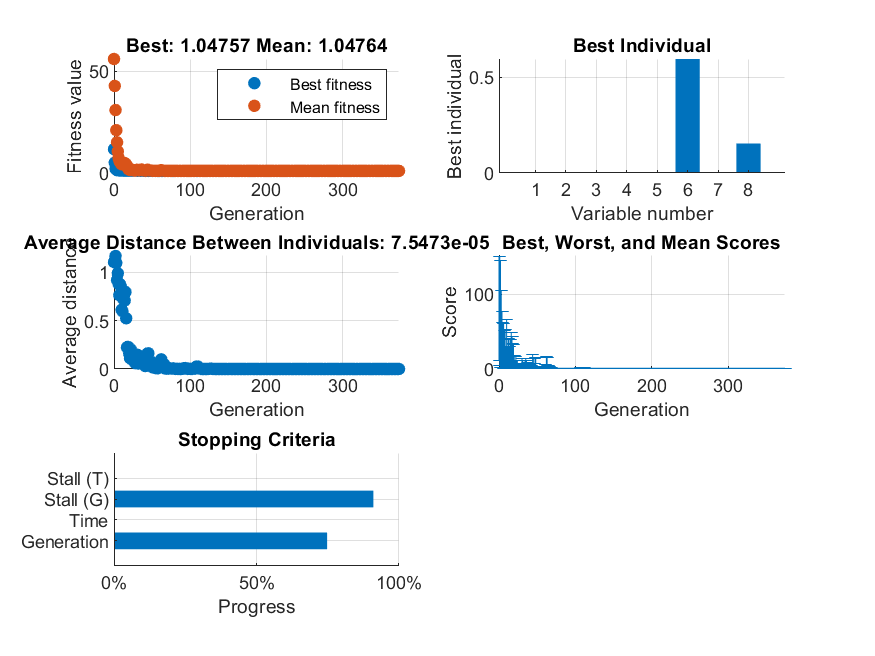 Best: 1.04757 Mean: 1.04764
Fitness value
50
0
Best fitness
Mean fitness
0 100 200 300
Generation
Best Individual
Best individual
0.5
0
1 2 3 4 5 6 7 8
Variable number
Average Distance Between Individuals: 7.5473e-05
Average distance
1
0.5
0
0 100 200 300
Generation
Best, Worst, and Mean Scores
Score
100
0
0 100 200 300
Generation
Stopping Criteria
Stall (T)
Stall (G)
Time
Generation
0% 50% 100%
Progress